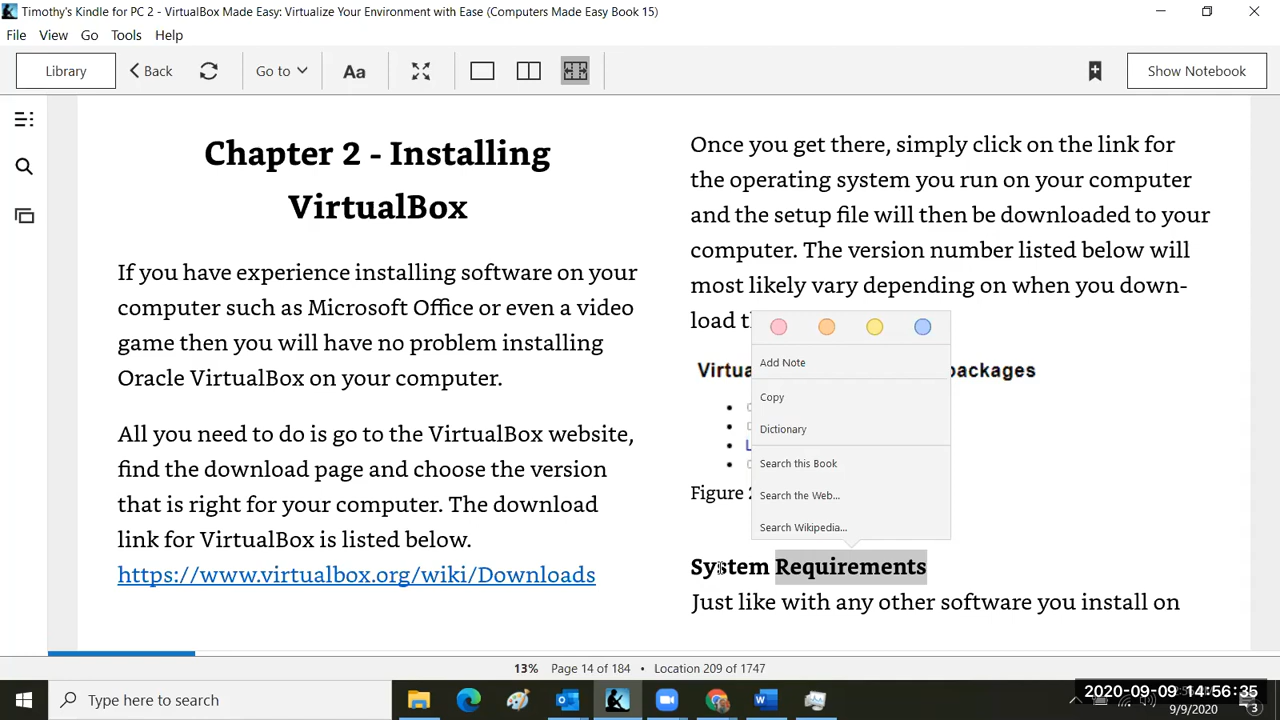 Timothy's Kindle for PC 2 - VirtualBox Made Easy: Virtualize Your Environment with Ease (Computers Made Easy Book 15)
File View Go Tools Help
Library Back Go to Aa Show Notebook
Chapter 2 - Installing
VirtualBox
If you have experience installing software on your
computer such as Microsoft Office or even a video
game then you will have no problem installing
Oracle VirtualBox on your computer.
All you need to do is go to the VirtualBox website,
find the download page and choose the version
that is right for your computer. The download
link for VirtualBox is listed below.
https://www.virtualbox.org/wiki/Downloads
Once you get there, simply click on the link for
the operating system you run on your computer
and the setup file will then be downloaded to your
computer. The version number listed below will
most likely vary depending on when you down-
load
packages
Figure
Add Note
Copy
Dictionary
Search this Book
Search the Web...
Search Wikipedia...
System Requirements
Just like with any other software you install on
13% Page 14 of 184 • Location 209 of 1747
Type here to search
2020-09-09 14:56:35
9/9/2020
3